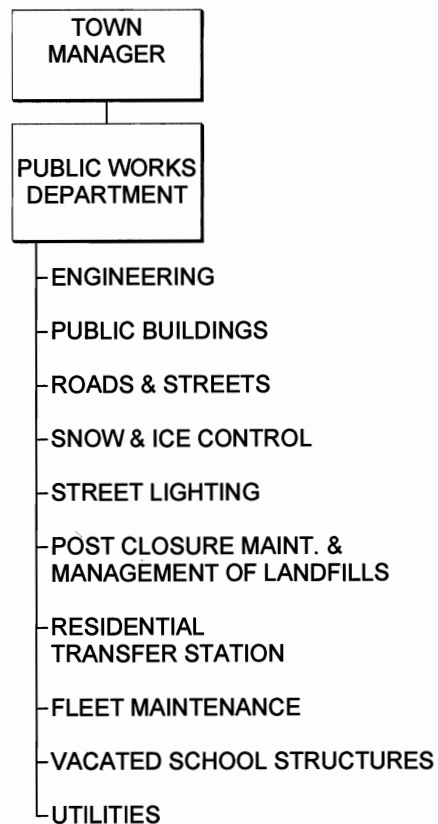 TOWN
MANAGER
PUBLIC WORKS
DEPARTMENT
ENGINEERING
PUBLIC BUILDINGS
ROADS & STREETS
SNOW & ICE CONTROL
STREET LIGHTING
POST CLOSURE MAINT. &
MANAGEMENT OF LANDFILLS
RESIDENTIAL
TRANSFER STATION
FLEET MAINTENANCE
VACATED SCHOOL STRUCTURES
UTILITIES